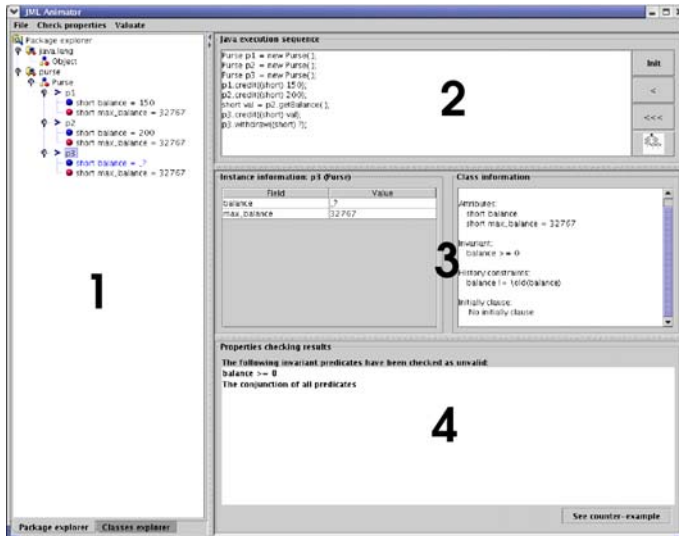 JML Animator
File Check properties Valuate
Package explorer
java.lang
Object
purse
Purse
p1
short balance = 150
short max_balance = 32767
p2
short balance = 200
short max_balance = 32767
p3
short balance = _?
short max_balance = 32767
1
Package explorer Classes explorer
Java execution sequence
Purse p1 = new Purse();
Purse p2 = new Purse();
Purse p3 = new Purse();
p1.credit((short) 150);
p2.credit((short) 200);
short val = p2.getBalance();
p3.credit((short) val);
p3.withdraw((short) ?);
2
Init
<
<<<
Instance information: p3 (Purse)
Field Value
balance _?
max_balance 32767
3
Class information
Attributes:
short balance
short max_balance = 32767
Invariant:
balance >= 0
History constraints:
balance != \old(balance)
Initially clause:
No initially clause
Properties checking results
The following invariant predicates have been checked as unvalid:
balance >= 0
The conjunction of all predicates
4
See counter-example